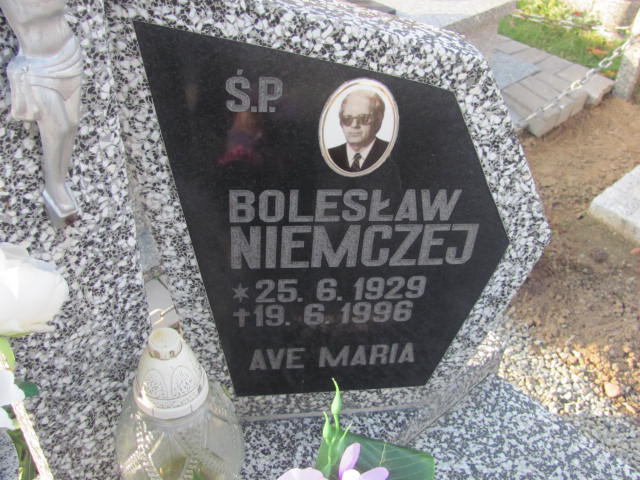 Ś.P.
BOLESŁAW
NIEMCZEJ
* 25. 6. 1929
† 19. 6. 1996
AVE MARIA